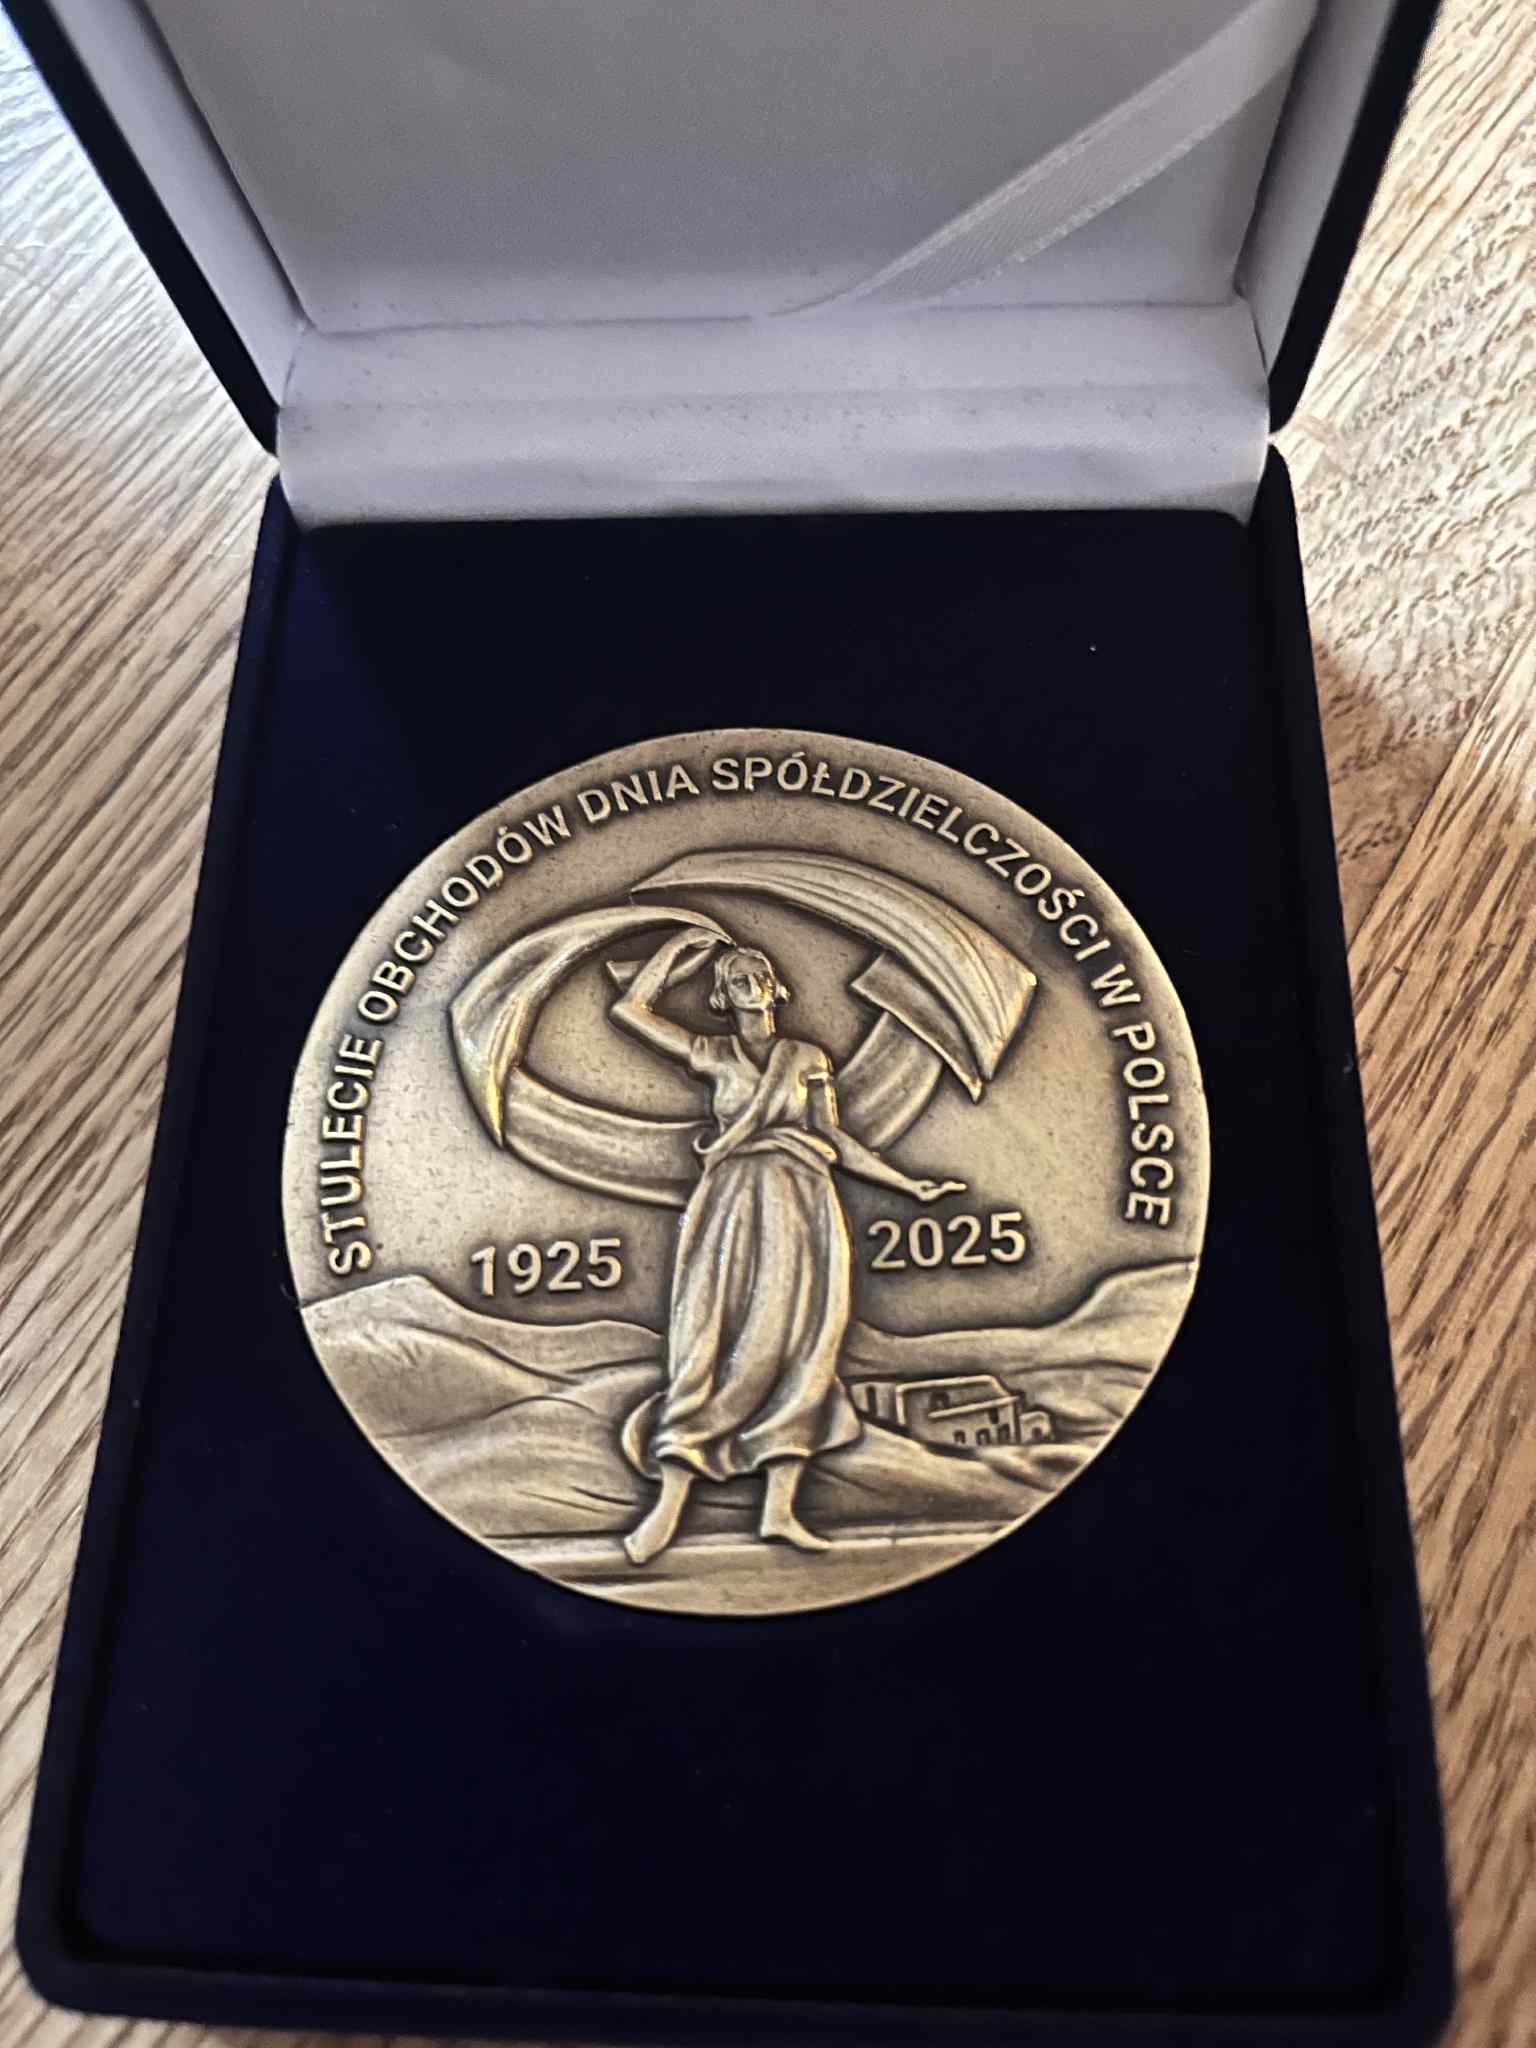 STULECIE OBCHODÓW DNIA SPÓŁDZIELCZOŚCI W POLSCE
1925 2025